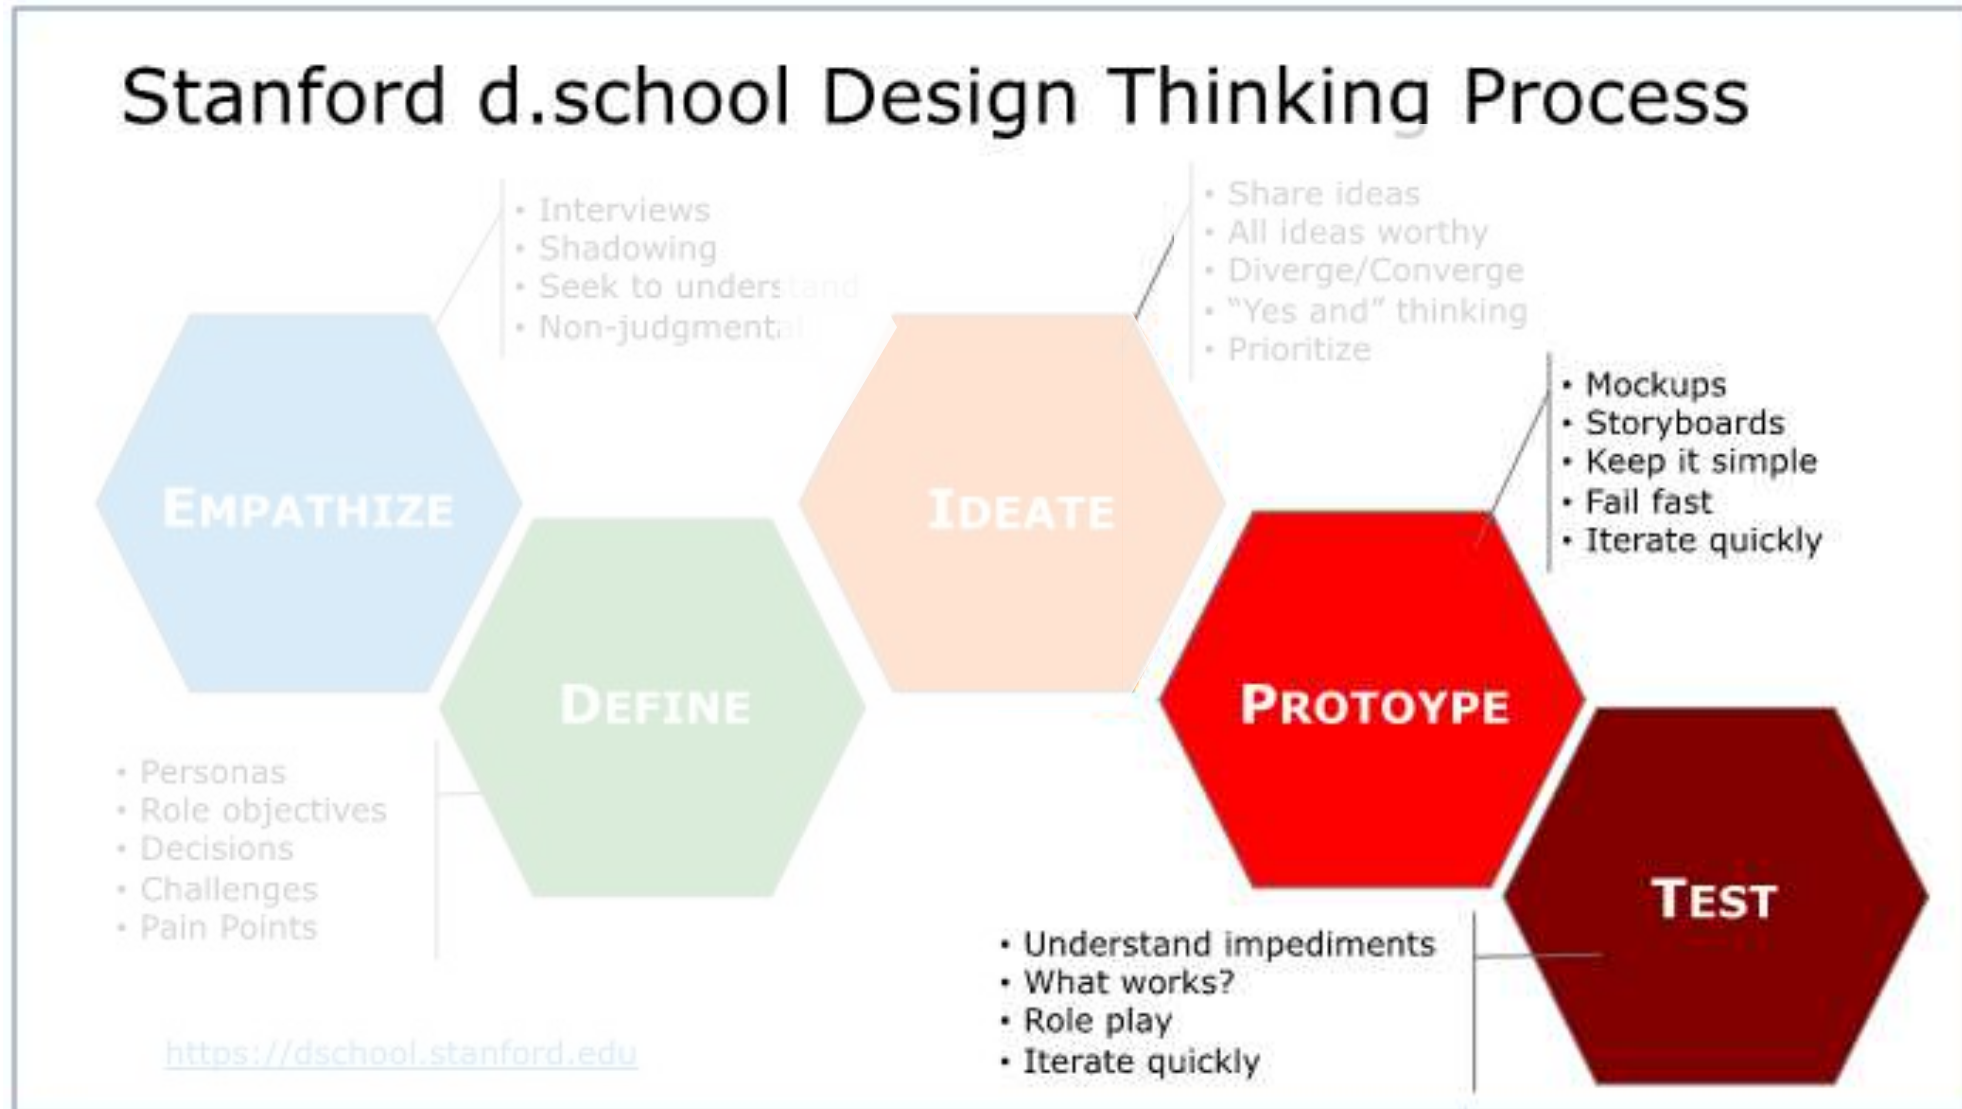 Stanford d.school Design Thinking Process
• Interviews
• Shadowing
• Seek to understand
• Non-judgmental
• Share ideas
• All ideas worthy
• Diverge/Converge
• “Yes and” thinking
• Prioritize
• Mockups
• Storyboards
• Keep it simple
• Fail fast
• Iterate quickly
EMPATHIZE
IDEATE
DEFINE
PROTOYPE
TEST
• Personas
• Role objectives
• Decisions
• Challenges
• Pain Points
• Understand impediments
• What works?
• Role play
• Iterate quickly
https://dschool.stanford.edu